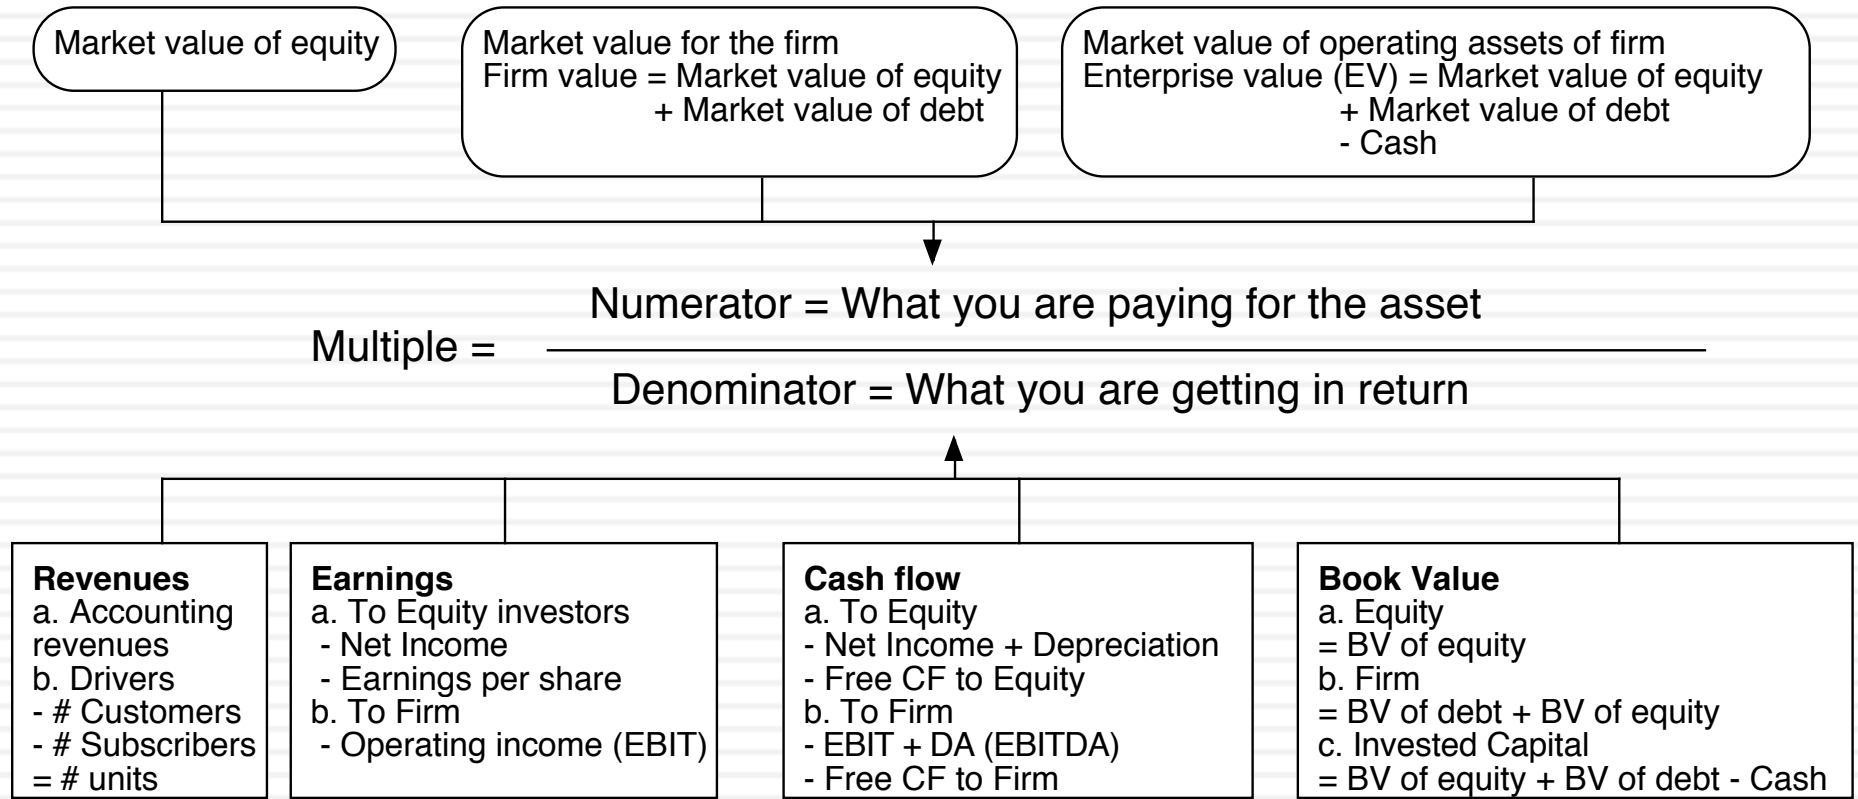 Market value of equity
Market value for the firm
Firm value = Market value of equity
+ Market value of debt
Market value of operating assets of firm
Enterprise value (EV) = Market value of equity
+ Market value of debt
- Cash
Numerator = What you are paying for the asset
Multiple =
Denominator = What you are getting in return
Revenues
a. Accounting
revenues
b. Drivers
- # Customers
- # Subscribers
= # units
Earnings
a. To Equity investors
- Net Income
- Earnings per share
b. To Firm
- Operating income (EBIT)
Cash flow
a. To Equity
- Net Income + Depreciation
- Free CF to Equity
b. To Firm
- EBIT + DA (EBITDA)
- Free CF to Firm
Book Value
a. Equity
= BV of equity
b. Firm
= BV of debt + BV of equity
c. Invested Capital
= BV of equity + BV of debt - Cash